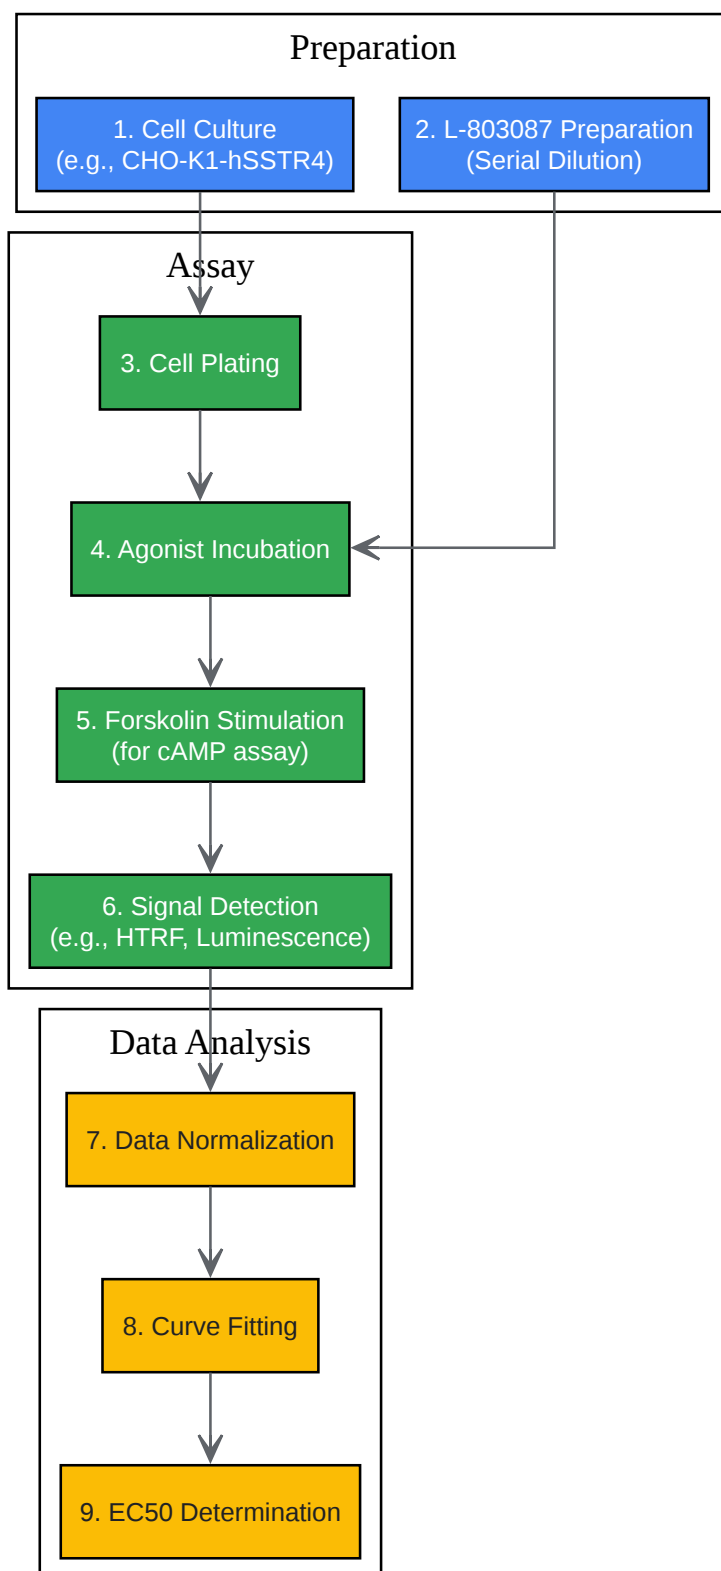 Preparation
1. Cell Culture
(e.g., CHO-K1-hSSTR4)
2. L-803087 Preparation
(Serial Dilution)
Assay
3. Cell Plating
4. Agonist Incubation
5. Forskolin Stimulation
(for cAMP assay)
6. Signal Detection
(e.g., HTRF, Luminescence)
Data Analysis
7. Data Normalization
8. Curve Fitting
9. EC50 Determination